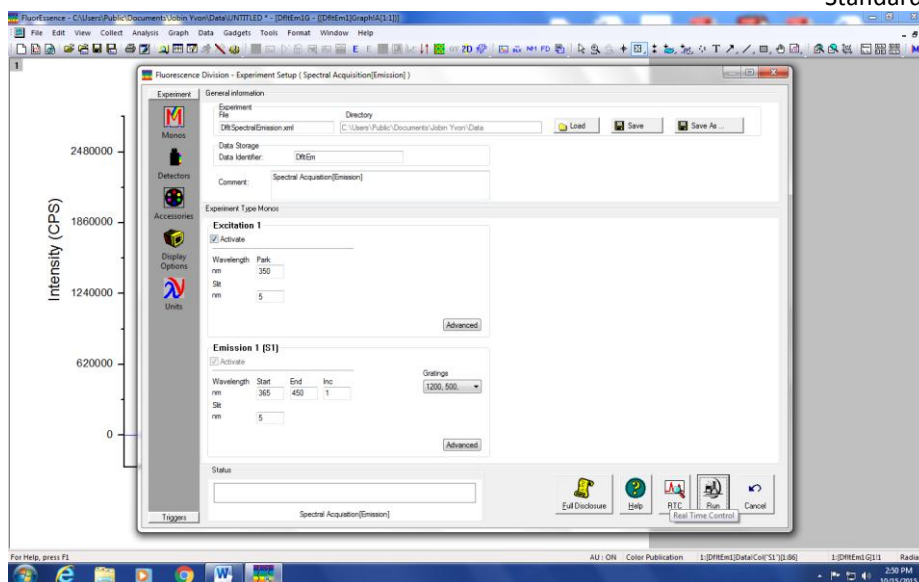 Standard
FluorEssence - C:\Users\Public\Documents\Jobin Yvon\Data\UNTITLED * - [DfltEm1G - [[DfltEm1]Graph!A[1:1]]]
File Edit View Collect Analysis Graph Data Gadgets Tools Format Window Help
1
Fluorescence Division - Experiment Setup ( Spectral Acquisition[Emission] )
Experiment
General information
Experiment
File Directory
DfltSpectralEmission.xml C:\Users\Public\Documents\Jobin Yvon\Data Load Save Save As ...
Monos
Data Storage
Data Identifier: DfltEm
Detectors
Comment: Spectral Acquisition[Emission]
Accessories
Experiment Type Monos
Excitation 1
Activate
Display Options
Wavelength Park
nm 350
Slit
nm 5
Units
Advanced
Emission 1 (S1)
Activate
Gratings
Wavelength Start End Inc
1200, 500,
nm 365 450 1
Slit
nm 5
Advanced
Status
Spectral Acquisition[Emission]
Full Disclosure Help RTC Run Cancel
Real Time Control
Triggers
Intensity (CPS)
2480000
1860000
1240000
620000
0
For Help, press F1 AU : ON Color Publication 1:[DfltEm1]Data!Col("S1")[1:86] 1:[DfltEm1G]1!1 Radia
2:50 PM